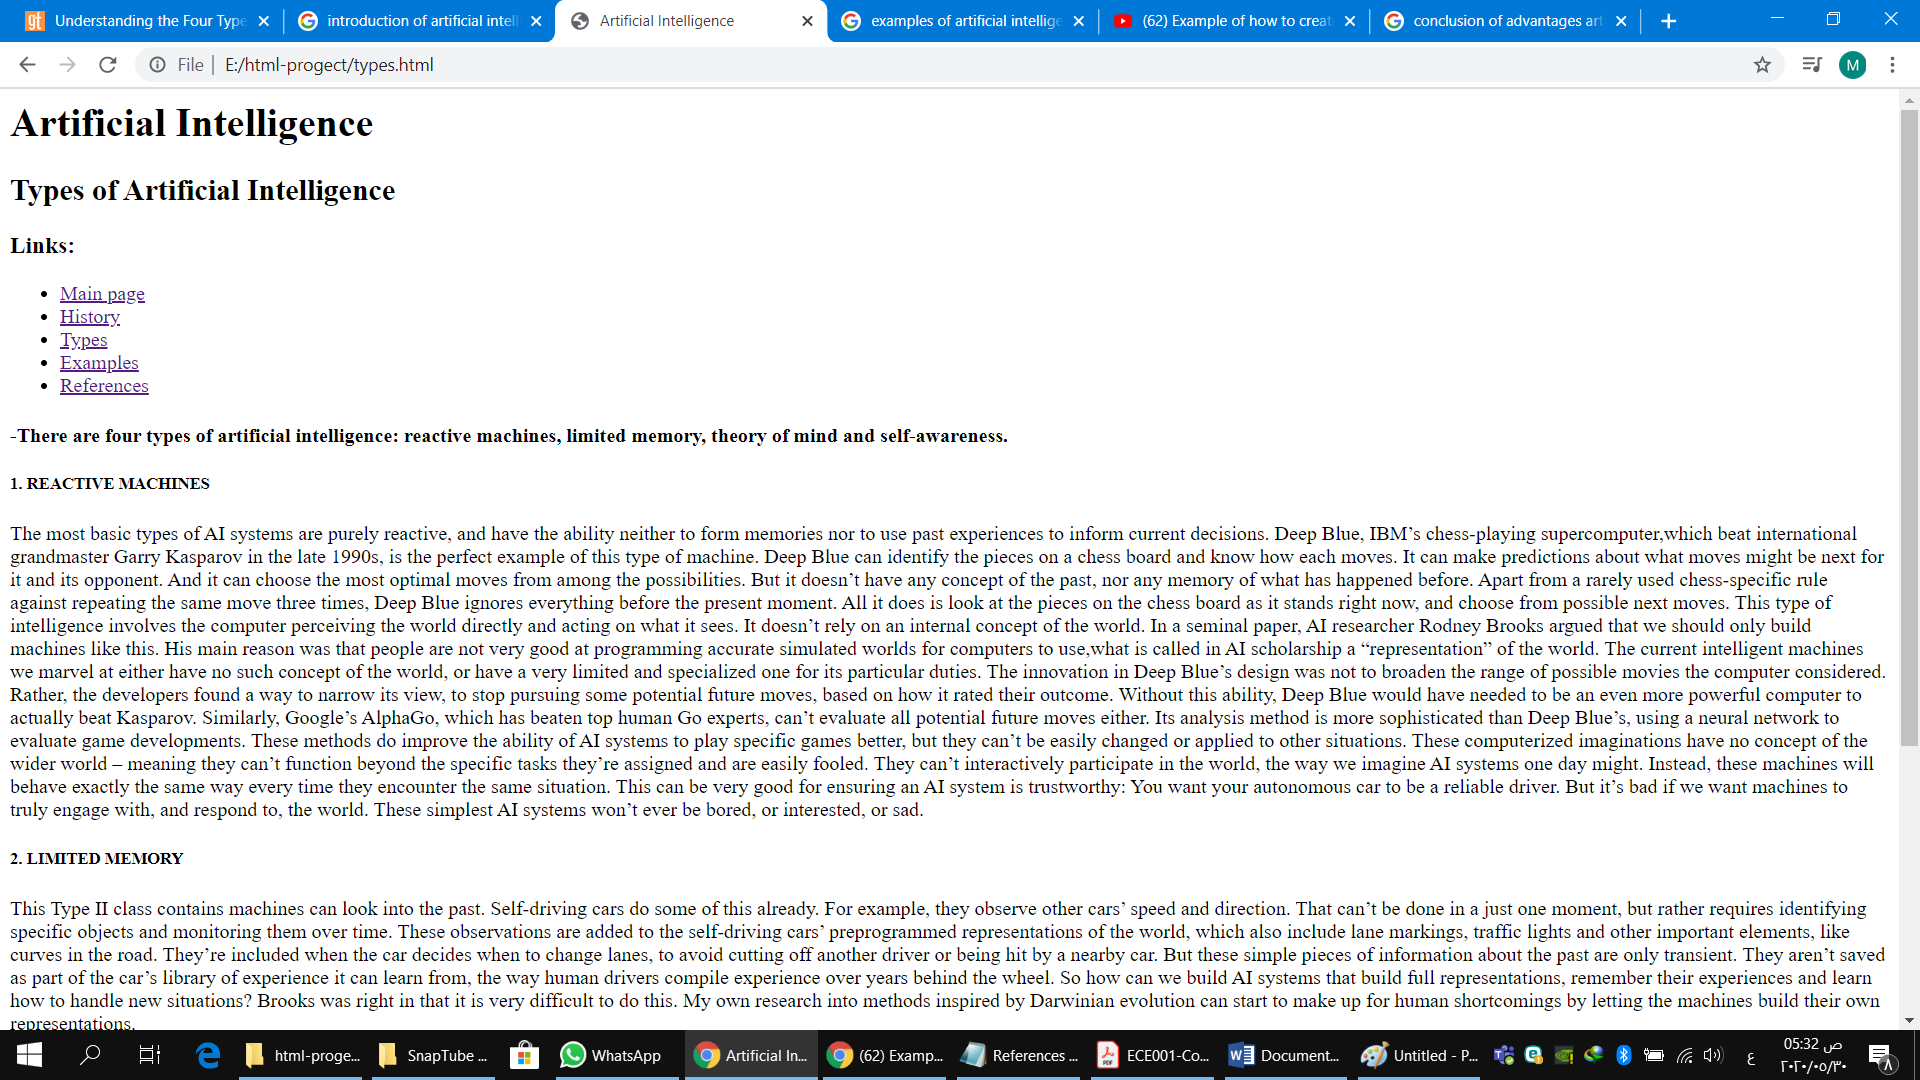 Understanding the Four Type
introduction of artificial intell
Artificial Intelligence
examples of artificial intellige
(62) Example of how to creat
conclusion of advantages art
File | E:/html-progect/types.html
M
Artificial Intelligence
Types of Artificial Intelligence
Links:
• Main page
• History
• Types
• Examples
• References
-There are four types of artificial intelligence: reactive machines, limited memory, theory of mind and self-awareness.
1. REACTIVE MACHINES
The most basic types of AI systems are purely reactive, and have the ability neither to form memories nor to use past experiences to inform current decisions. Deep Blue, IBM’s chess-playing supercomputer,which beat international
grandmaster Garry Kasparov in the late 1990s, is the perfect example of this type of machine. Deep Blue can identify the pieces on a chess board and know how each moves. It can make predictions about what moves might be next for
it and its opponent. And it can choose the most optimal moves from among the possibilities. But it doesn’t have any concept of the past, nor any memory of what has happened before. Apart from a rarely used chess-specific rule
against repeating the same move three times, Deep Blue ignores everything before the present moment. All it does is look at the pieces on the chess board as it stands right now, and choose from possible next moves. This type of
intelligence involves the computer perceiving the world directly and acting on what it sees. It doesn’t rely on an internal concept of the world. In a seminal paper, AI researcher Rodney Brooks argued that we should only build
machines like this. His main reason was that people are not very good at programming accurate simulated worlds for computers to use,what is called in AI scholarship a “representation” of the world. The current intelligent machines
we marvel at either have no such concept of the world, or have a very limited and specialized one for its particular duties. The innovation in Deep Blue’s design was not to broaden the range of possible movies the computer considered.
Rather, the developers found a way to narrow its view, to stop pursuing some potential future moves, based on how it rated their outcome. Without this ability, Deep Blue would have needed to be an even more powerful computer to
actually beat Kasparov. Similarly, Google’s AlphaGo, which has beaten top human Go experts, can’t evaluate all potential future moves either. Its analysis method is more sophisticated than Deep Blue’s, using a neural network to
evaluate game developments. These methods do improve the ability of AI systems to play specific games better, but they can’t be easily changed or applied to other situations. These computerized imaginations have no concept of the
wider world – meaning they can’t function beyond the specific tasks they’re assigned and are easily fooled. They can’t interactively participate in the world, the way we imagine AI systems one day might. Instead, these machines will
behave exactly the same way every time they encounter the same situation. This can be very good for ensuring an AI system is trustworthy: You want your autonomous car to be a reliable driver. But it’s bad if we want machines to
truly engage with, and respond to, the world. These simplest AI systems won’t ever be bored, or interested, or sad.
2. LIMITED MEMORY
This Type II class contains machines can look into the past. Self-driving cars do some of this already. For example, they observe other cars’ speed and direction. That can’t be done in a just one moment, but rather requires identifying
specific objects and monitoring them over time. These observations are added to the self-driving cars’ preprogrammed representations of the world, which also include lane markings, traffic lights and other important elements, like
curves in the road. They’re included when the car decides when to change lanes, to avoid cutting off another driver or being hit by a nearby car. But these simple pieces of information about the past are only transient. They aren’t saved
as part of the car’s library of experience it can learn from, the way human drivers compile experience over years behind the wheel. So how can we build AI systems that build full representations, remember their experiences and learn
how to handle new situations? Brooks was right in that it is very difficult to do this. My own research into methods inspired by Darwinian evolution can start to make up for human shortcomings by letting the machines build their own
representations.
html-proge...
SnapTube ...
WhatsApp
Artificial In...
(62) Examp...
References ...
ECE001-Co...
Document...
Untitled - P...
ع
05:32 ص
٢٠٢٠/٠٥/٣٠
٨